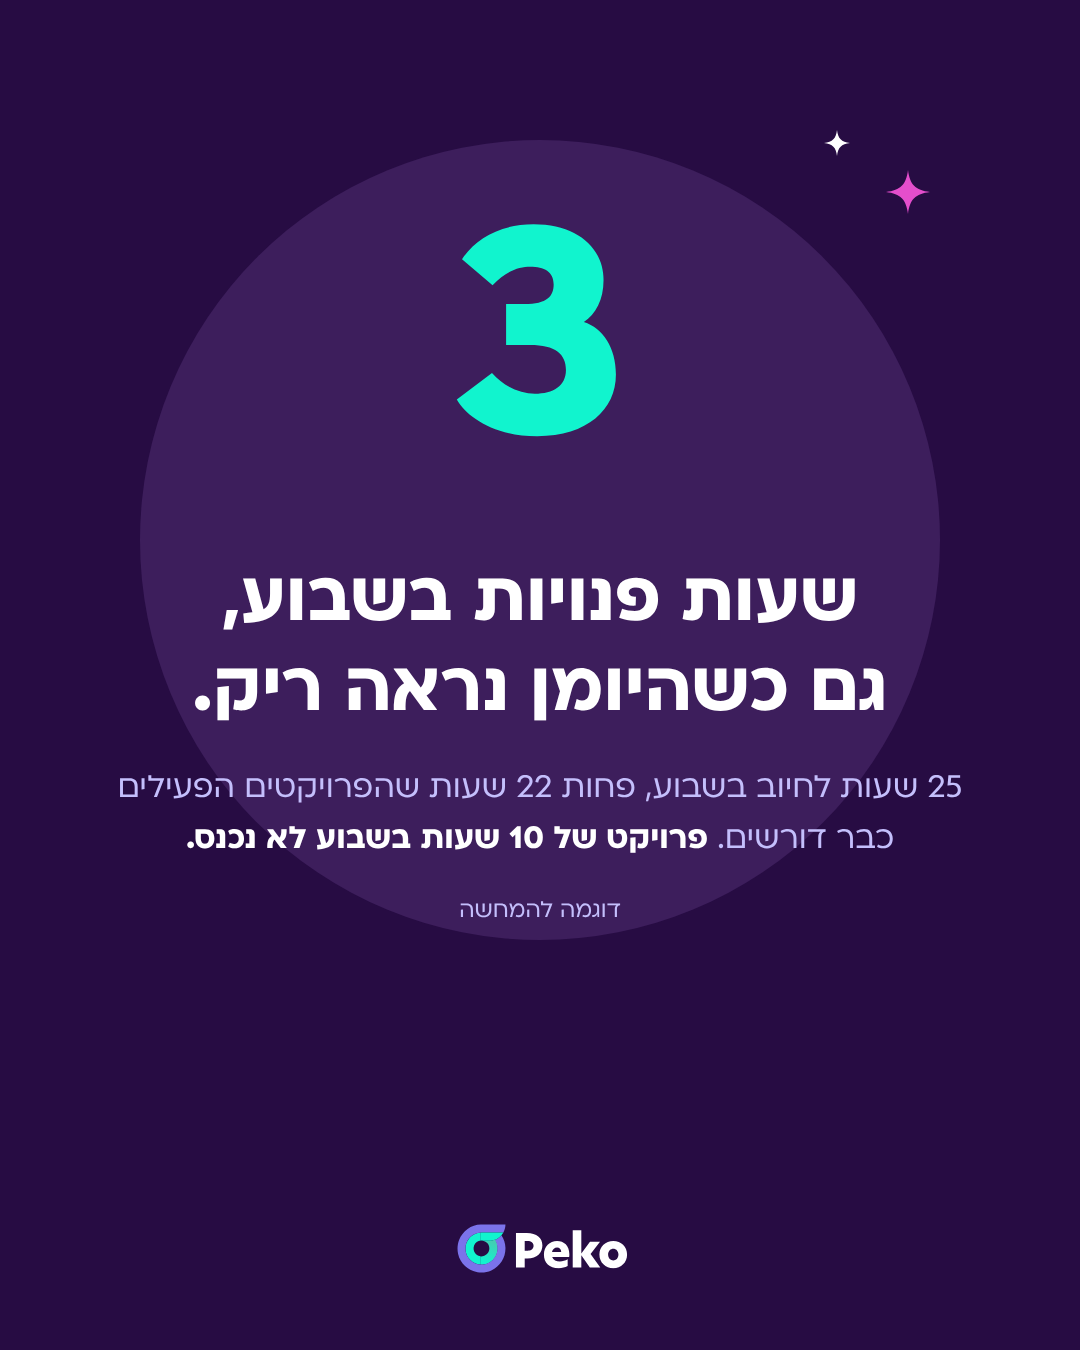 3
שעות פנויות בשבוע,
גם כשהיומן נראה ריק.
25 שעות לחיוב בשבוע, פחות 22 שעות שהפרויקטים הפעילים
כבר דורשים. פרויקט של 10 שעות בשבוע לא נכנס.
דוגמה להמחשה
Peko